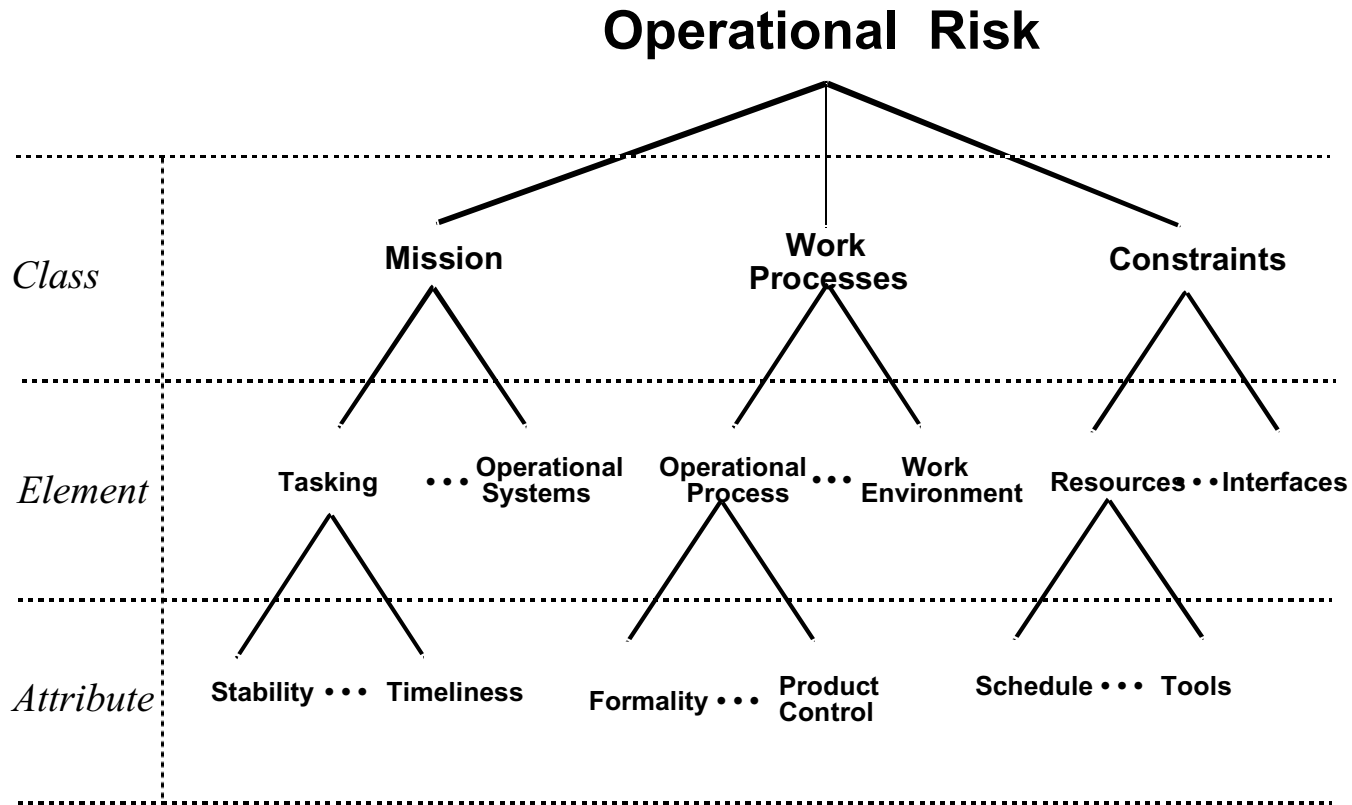 Operational Risk
Class
Mission
Work
Processes
Constraints
Element
Tasking
• • •
Operational
Systems
Operational
Process
• • •
Work
Environment
Resources
• • •
Interfaces
Attribute
Stability • • • Timeliness
Formality • • •
Product
Control
Schedule • • • Tools